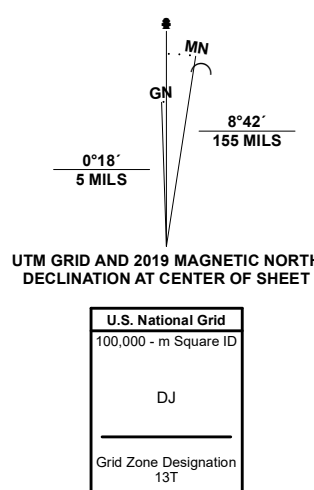 MN
GN
8°42´
155 MILS
0°18´
5 MILS
UTM GRID AND 2019 MAGNETIC NORTH
DECLINATION AT CENTER OF SHEET
U.S. National Grid
100,000 - m Square ID
DJ
Grid Zone Designation
13T